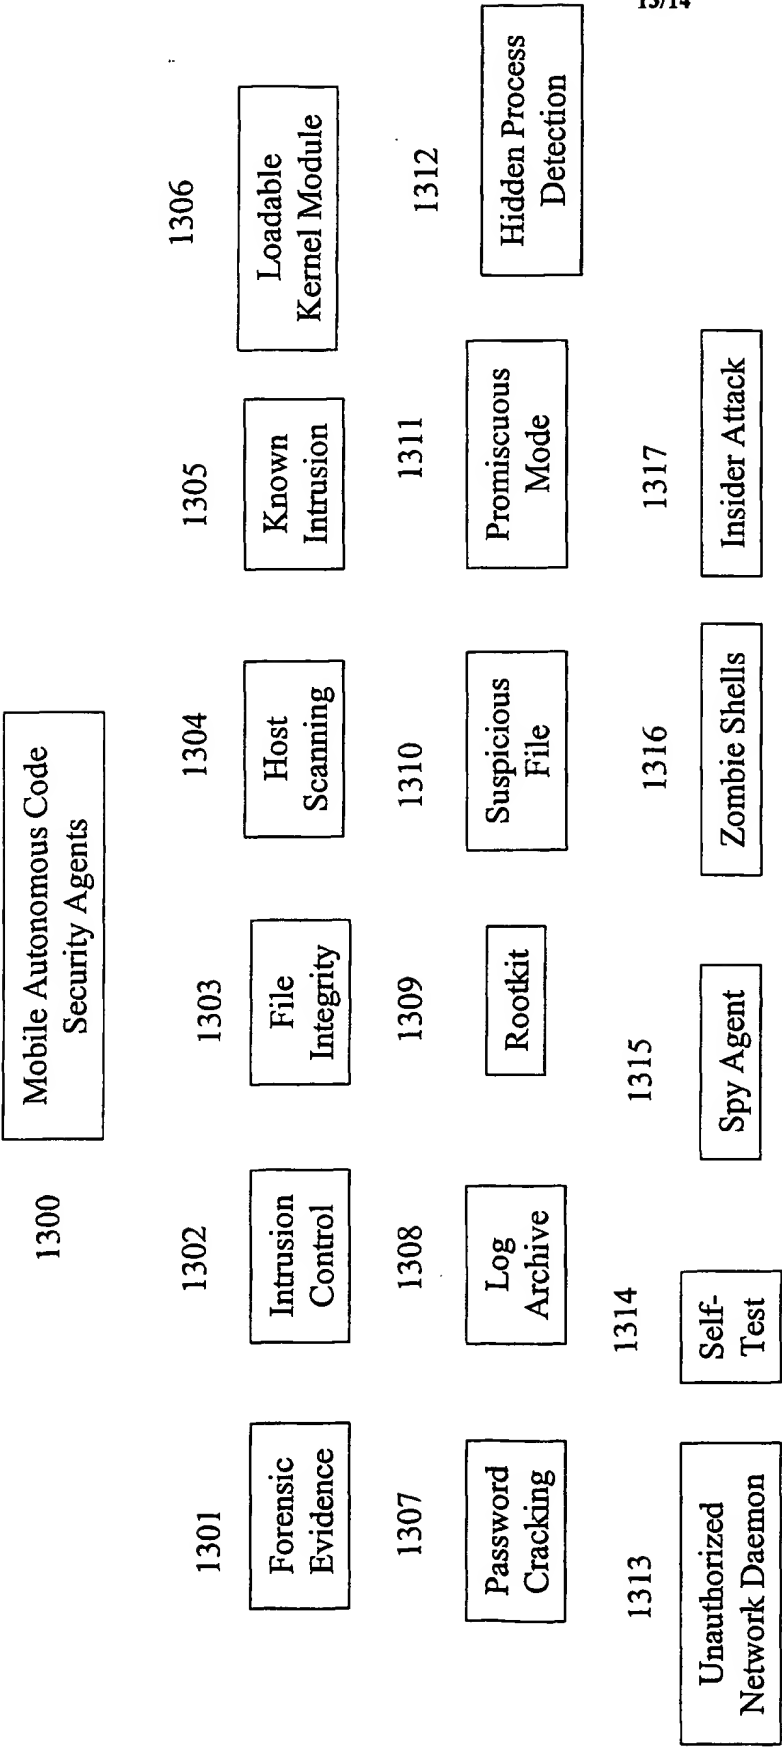 13/14
1300
Mobile Autonomous Code
Security Agents
1301
Forensic
Evidence
1302
Intrusion
Control
1303
File
Integrity
1304
Host
Scanning
1305
Known
Intrusion
1306
Loadable
Kernel Module
1307
Password
Cracking
1308
Log
Archive
1309
Rootkit
1310
Suspicious
File
1311
Promiscuous
Mode
1312
Hidden Process
Detection
1313
Unauthorized
Network Daemon
1314
Self-
Test
1315
Spy Agent
1316
Zombie Shells
1317
Insider Attack